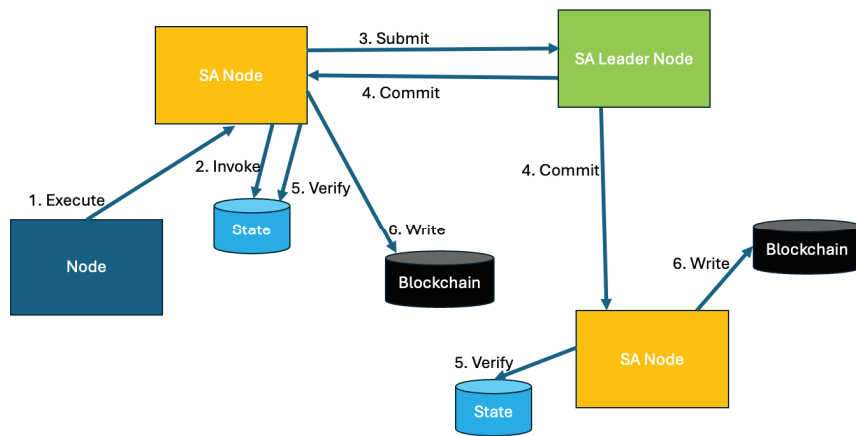 3. Submit
SA Node
SA Leader Node
4. Commit
2. Invoke
4. Commit
1. Execute
5. Verify
State
6. Write
Blockchain
Node
6. Write
Blockchain
5. Verify
SA Node
State